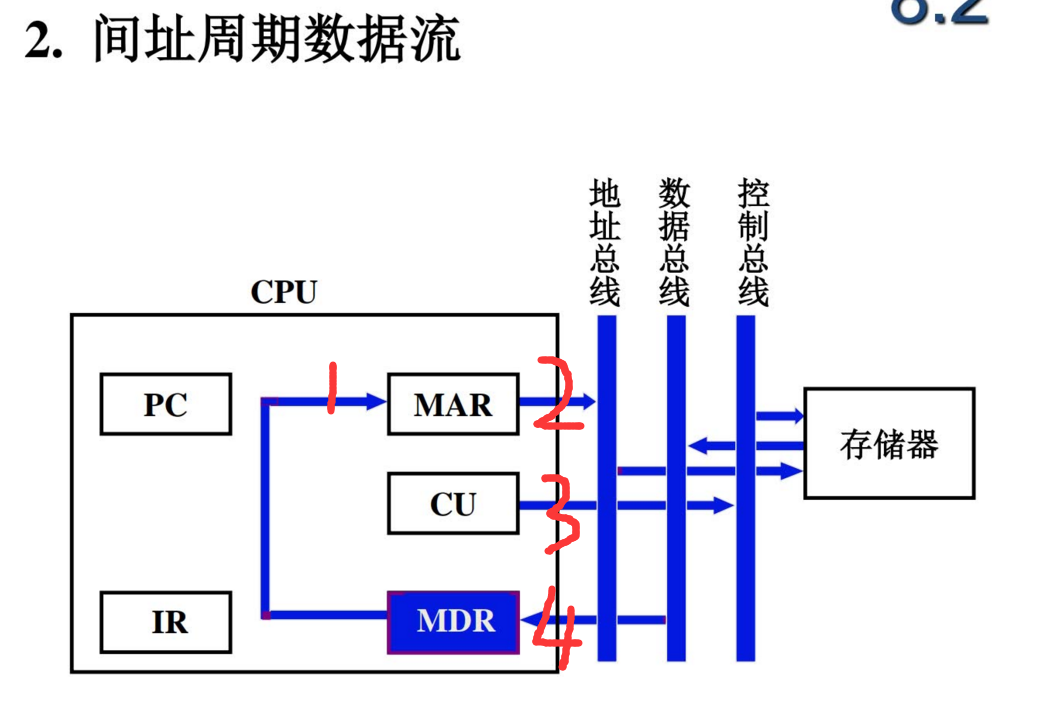 8.2
2. 间址周期数据流
地址总线
数据总线
控制总线
CPU
PC
1
MAR
2
存储器
CU
3
IR
MDR
4